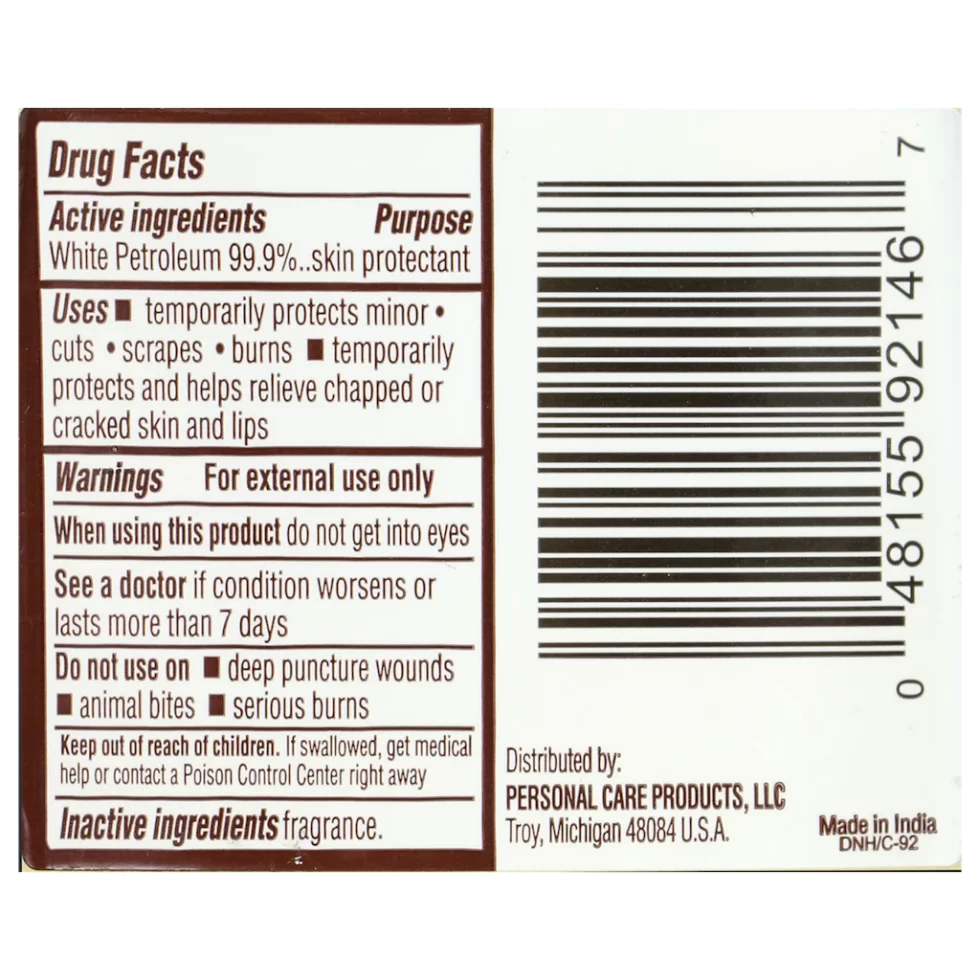 Drug Facts
Active ingredients Purpose
White Petroleum 99.9%..skin protectant
Uses ■ temporarily protects minor •
cuts • scrapes • burns ■ temporarily
protects and helps relieve chapped or
cracked skin and lips
Warnings For external use only
When using this product do not get into eyes
See a doctor if condition worsens or
lasts more than 7 days
Do not use on ■ deep puncture wounds
■ animal bites ■ serious burns
Keep out of reach of children. If swallowed, get medical
help or contact a Poison Control Center right away
Inactive ingredients fragrance.
0 48155 92146 7
Distributed by:
PERSONAL CARE PRODUCTS, LLC
Troy, Michigan 48084 U.S.A.
Made in India
DNH/C-92